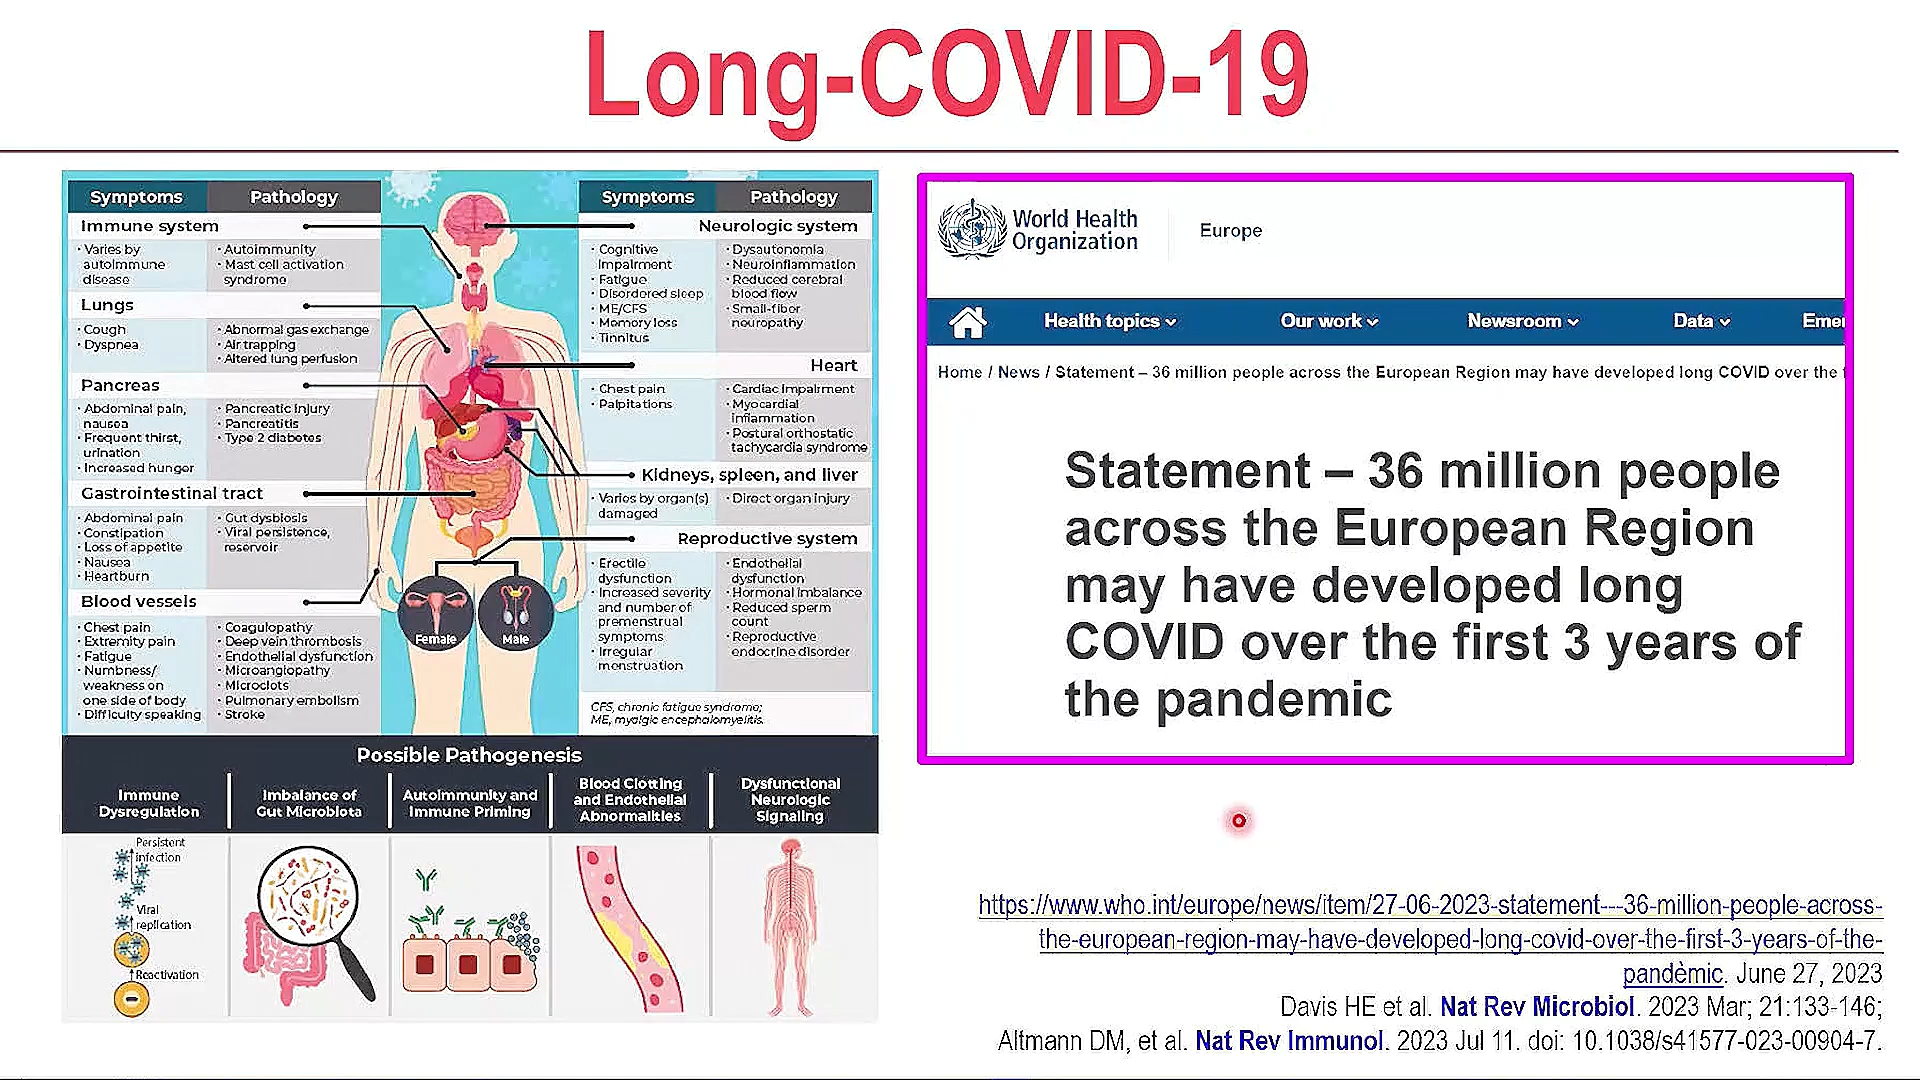 Long-COVID-19
Symptoms
Pathology
Immune system
· Varies by
autoimmune
disease
· Autoimmunity
· Mast cell activation
syndrome
Lungs
· Cough
· Dyspnea
· Abnormal gas exchange
· Air trapping
· Altered lung perfusion
Pancreas
· Abdominal pain,
nausea
· Frequent thirst,
urination
· Increased hunger
· Pancreatic injury
· Pancreatitis
· Type 2 diabetes
Gastrointestinal tract
· Abdominal pain
· Constipation
· Loss of appetite
· Nausea
· Heartburn
· Gut dysbiosis
· Viral persistence,
reservoir
Blood vessels
· Chest pain
· Extremity pain
· Fatigue
· Numbness/
weakness on
one side of body
· Difficulty speaking
· Coagulopathy
· Deep vein thrombosis
· Endothelial dysfunction
· Microangiopathy
· Microclots
· Pulmonary embolism
· Stroke
Female
Male
Symptoms
Pathology
Neurologic system
· Cognitive
impairment
· Fatigue
· Disordered sleep
· ME/CFS
· Memory loss
· Tinnitus
· Dysautonomia
· Neuroinflammation
· Reduced cerebral
blood flow
· Small-fiber
neuropathy
Heart
· Chest pain
· Palpitations
· Cardiac impairment
· Myocardial
inflammation
· Postural orthostatic
tachycardia syndrome
Kidneys, spleen, and liver
· Varies by organ(s)
damaged
· Direct organ injury
Reproductive system
· Erectile
dysfunction
· Increased severity
and number of
premenstrual
symptoms
· Irregular
menstruation
· Endothelial
dysfunction
· Hormonal imbalance
· Reduced sperm
count
· Reproductive
endocrine disorder
CFS, chronic fatigue syndrome;
ME, myalgic encephalomyelitis.
Possible Pathogenesis
Immune
Dysregulation
Imbalance of
Gut Microbiota
Autoimmunity and
Immune Priming
Blood Clotting
and Endothelial
Abnormalities
Dysfunctional
Neurologic
Signaling
Persistent
infection
Viral
replication
Reactivation
World Health
Organization
Europe
Health topics
Our work
Newsroom
Data
Emer
Home / News / Statement – 36 million people across the European Region may have developed long COVID over the
Statement – 36 million people
across the European Region
may have developed long
COVID over the first 3 years of
the pandemic
https://www.who.int/europe/news/item/27-06-2023-statement---36-million-people-across-
the-european-region-may-have-developed-long-covid-over-the-first-3-years-of-the-
pandèmic. June 27, 2023
Davis HE et al. Nat Rev Microbiol. 2023 Mar; 21:133-146;
Altmann DM, et al. Nat Rev Immunol. 2023 Jul 11. doi: 10.1038/s41577-023-00904-7.